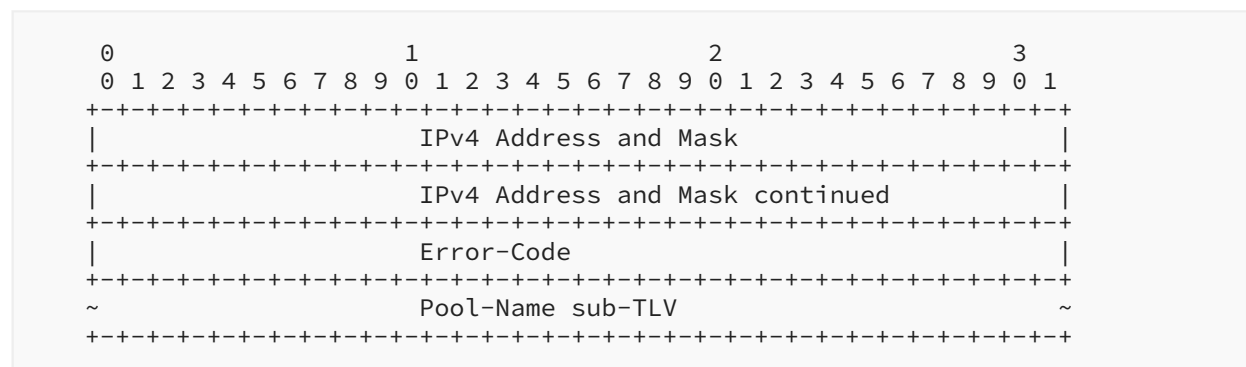 0                   1                   2                   3
 0 1 2 3 4 5 6 7 8 9 0 1 2 3 4 5 6 7 8 9 0 1 2 3 4 5 6 7 8 9 0 1
+-+-+-+-+-+-+-+-+-+-+-+-+-+-+-+-+-+-+-+-+-+-+-+-+-+-+-+-+-+-+-+-+
|                    IPv4 Address and Mask                     |
+-+-+-+-+-+-+-+-+-+-+-+-+-+-+-+-+-+-+-+-+-+-+-+-+-+-+-+-+-+-+-+-+
|                    IPv4 Address and Mask continued           |
+-+-+-+-+-+-+-+-+-+-+-+-+-+-+-+-+-+-+-+-+-+-+-+-+-+-+-+-+-+-+-+-+
|                    Error-Code                                |
+-+-+-+-+-+-+-+-+-+-+-+-+-+-+-+-+-+-+-+-+-+-+-+-+-+-+-+-+-+-+-+-+
~                    Pool-Name sub-TLV                         ~
+-+-+-+-+-+-+-+-+-+-+-+-+-+-+-+-+-+-+-+-+-+-+-+-+-+-+-+-+-+-+-+-+